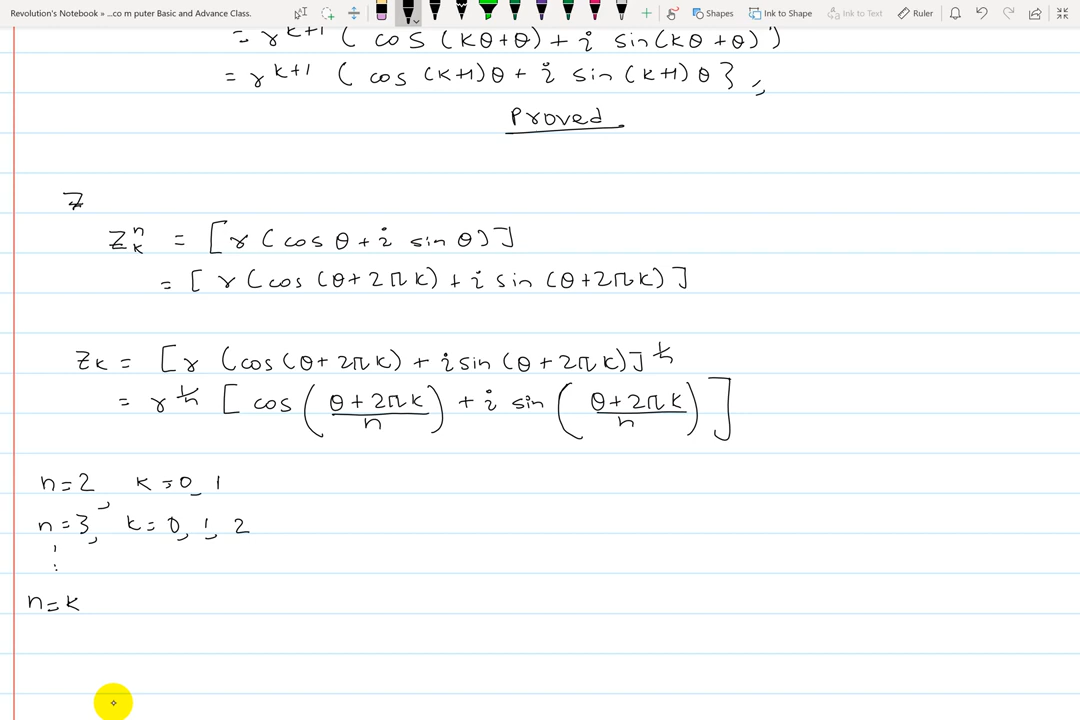 Revolution's Notebook » ...co m puter Basic and Advance Class.
Shapes Ink to Shape Ink to Text Ruler
= r^{k+1} ( cos (kθ+θ) + i sin(kθ+θ))
= r^{k+1} ( cos (k+1)θ + i sin (k+1) θ},
Proved
Z
Z_k^n = [r (cos θ + i sin θ)]
= [ r (cos (θ+2πk) + i sin (θ+2πk) ]
Z_k = [r (cos (θ+2πk) + i sin (θ+2πk)]^{1/n}
= r^{1/n} [ cos ( (θ+2πk)/n ) + i sin ( (θ+2πk)/n ) ]
n=2, k=0, 1
n=3, k=0, 1, 2
⋮
n=k